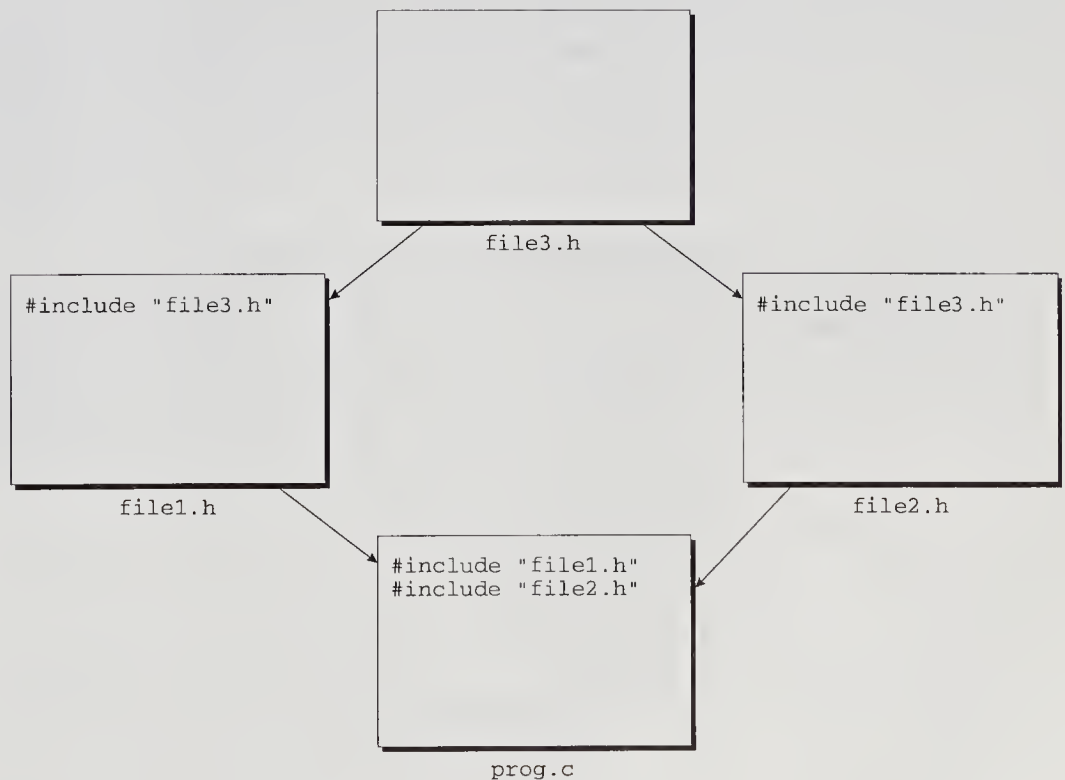 file3.h
#include "file3.h"
file1.h
#include "file3.h"
file2.h
#include "file1.h"
#include "file2.h"
prog.c